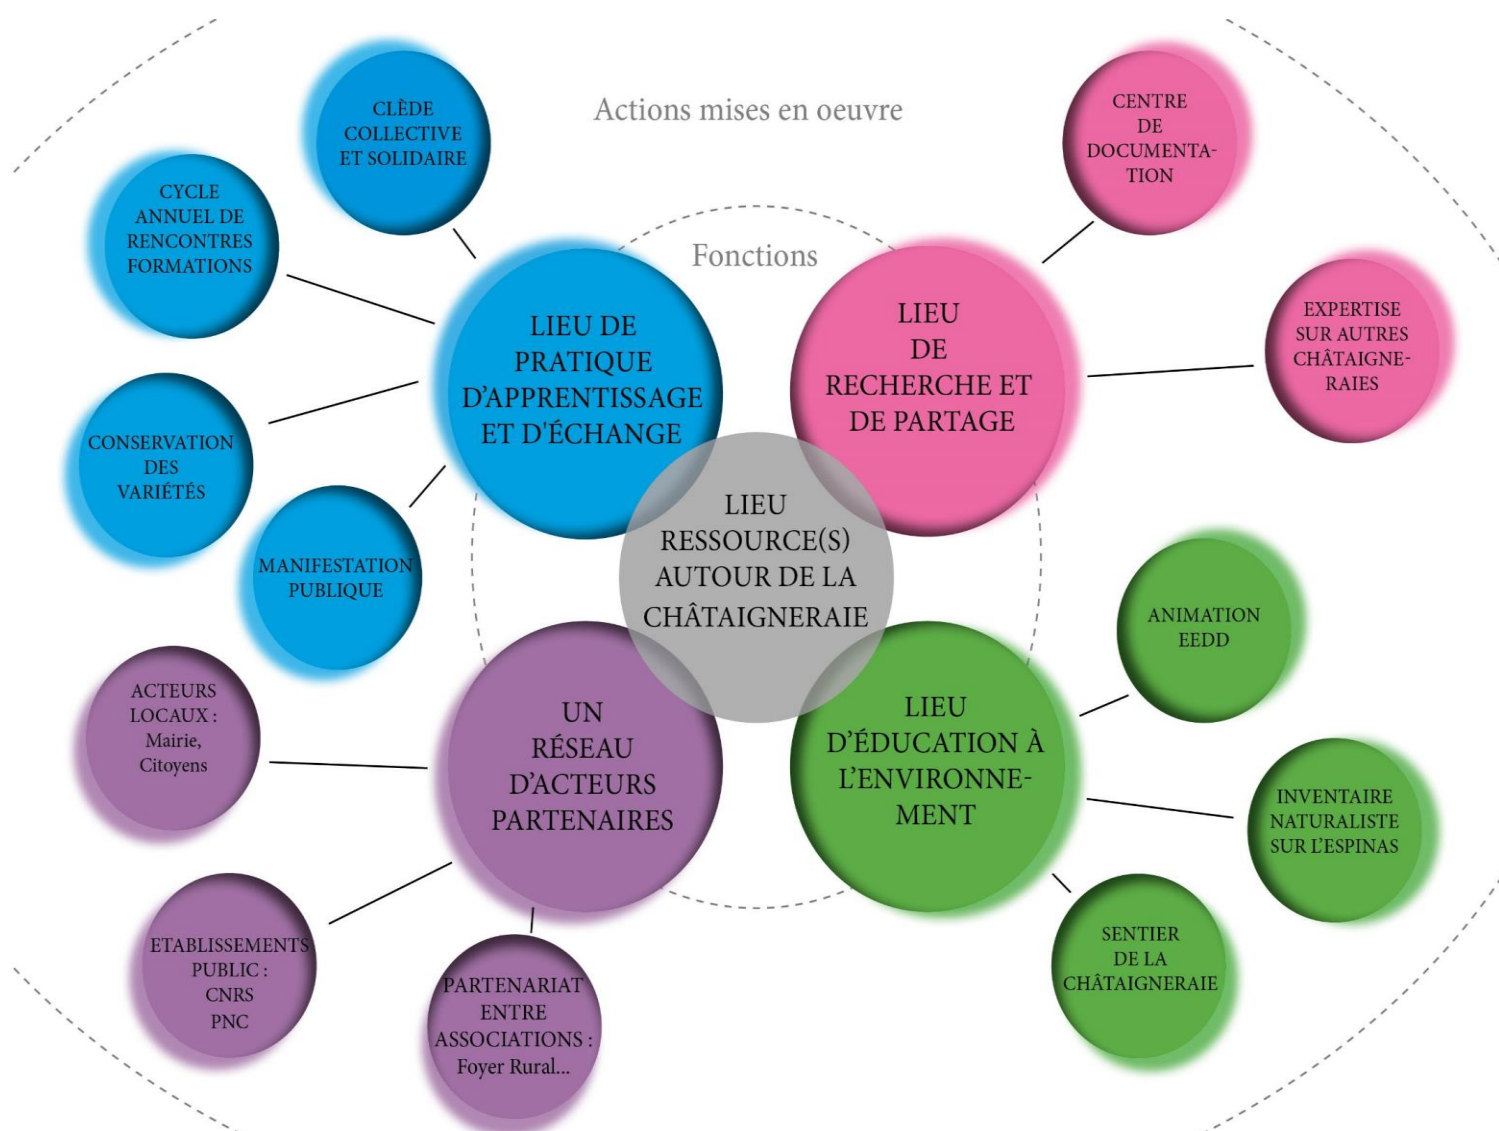 Actions mises en oeuvre
Fonctions
CLÈDE
COLLECTIVE
ET SOLIDAIRE
CYCLE
ANNUEL DE
RENCONTRES
FORMATIONS
CONSERVATION
DES
VARIÉTÉS
MANIFESTATION
PUBLIQUE
LIEU DE
PRATIQUE
D'APPRENTISSAGE
ET D'ÉCHANGE
CENTRE
DE
DOCUMENTA-
TION
EXPERTISE
SUR AUTRES
CHÂTAIGNE-
RAIES
LIEU
DE
RECHERCHE ET
DE PARTAGE
LIEU
RESSOURCE(S)
AUTOUR DE LA
CHÂTAIGNERAIE
ACTEURS
LOCAUX :
Mairie,
Citoyens
ETABLISSEMENTS
PUBLIC :
CNRS
PNC
PARTENARIAT
ENTRE
ASSOCIATIONS :
Foyer Rural...
UN
RÉSEAU
D'ACTEURS
PARTENAIRES
LIEU
D'ÉDUCATION À
L'ENVIRONNE-
MENT
ANIMATION
EEDD
INVENTAIRE
NATURALISTE
SUR L'ESPINAS
SENTIER
DE LA
CHÂTAIGNERAIE